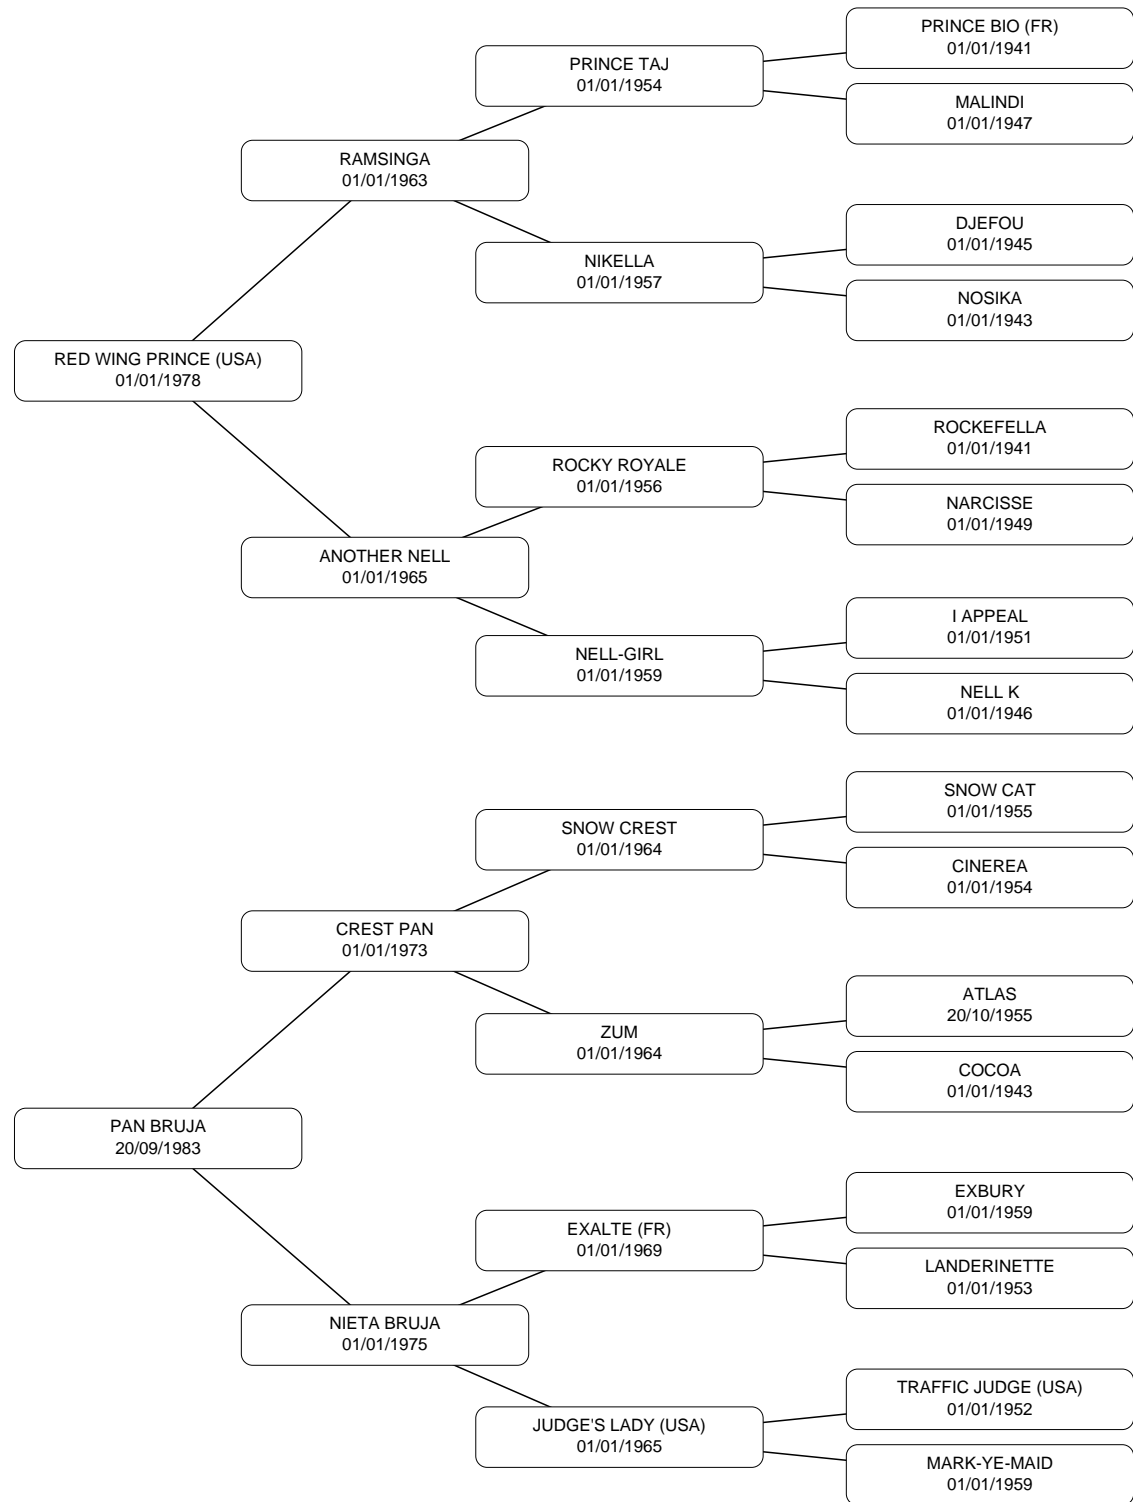 PRINCE BIO (FR)
01/01/1941
PRINCE TAJ
01/01/1954
MALINDI
01/01/1947
RAMSINGA
01/01/1963
DJEFOU
01/01/1945
NIKELLA
01/01/1957
NOSIKA
01/01/1943
RED WING PRINCE (USA)
01/01/1978
ROCKEFELLA
01/01/1941
ROCKY ROYALE
01/01/1956
NARCISSE
01/01/1949
ANOTHER NELL
01/01/1965
I APPEAL
01/01/1951
NELL-GIRL
01/01/1959
NELL K
01/01/1946
SNOW CAT
01/01/1955
SNOW CREST
01/01/1964
CINEREA
01/01/1954
CREST PAN
01/01/1973
ATLAS
20/10/1955
ZUM
01/01/1964
COCOA
01/01/1943
PAN BRUJA
20/09/1983
EXBURY
01/01/1959
EXALTE (FR)
01/01/1969
LANDERINETTE
01/01/1953
NIETA BRUJA
01/01/1975
TRAFFIC JUDGE (USA)
01/01/1952
JUDGE'S LADY (USA)
01/01/1965
MARK-YE-MAID
01/01/1959